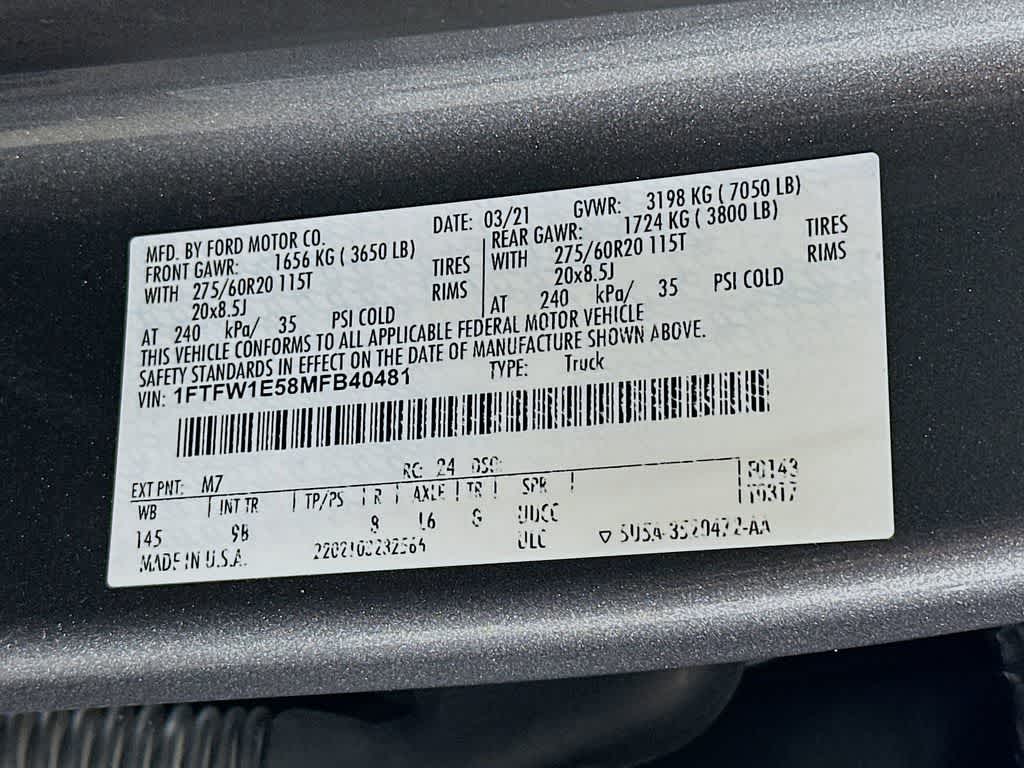 MFD. BY FORD MOTOR CO. DATE: 03/21 GVWR: 3198 KG ( 7050 LB)
FRONT GAWR: 1656 KG ( 3650 LB) REAR GAWR: 1724 KG ( 3800 LB)
WITH 275/60R20 115T TIRES WITH 275/60R20 115T TIRES
20x8.5J RIMS 20x8.5J RIMS
AT 240 kPa/ 35 PSI COLD AT 240 kPa/ 35 PSI COLD
THIS VEHICLE CONFORMS TO ALL APPLICABLE FEDERAL MOTOR VEHICLE
SAFETY STANDARDS IN EFFECT ON THE DATE OF MANUFACTURE SHOWN ABOVE.
VIN: 1FTFW1E58MFB40481 TYPE: Truck
EXT PNT: M7 RC: 24 DSO:
WB INT TR TP/PS R AXLE TR SPR
145 L6 UUCC
MADE IN U.S.A. ULC